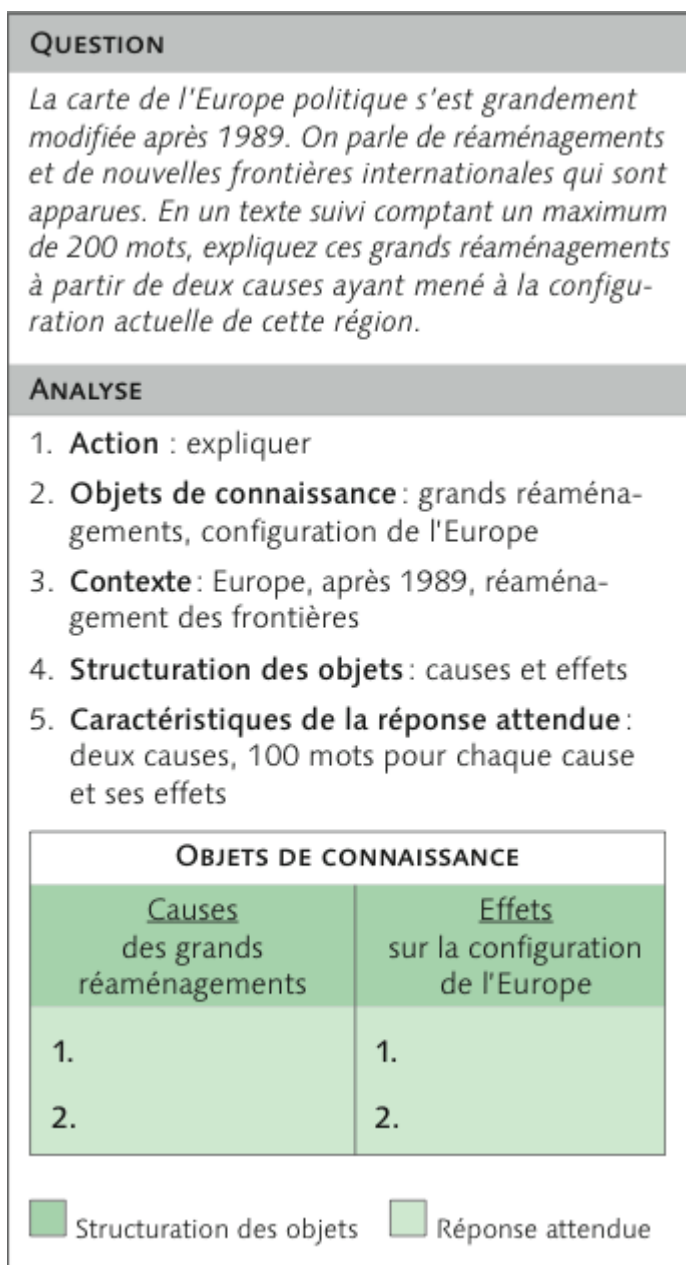 QUESTION
La carte de l'Europe politique s'est grandement
modifiée après 1989. On parle de réaménagements
et de nouvelles frontières internationales qui sont
apparues. En un texte suivi comptant un maximum
de 200 mots, expliquez ces grands réaménagements
à partir de deux causes ayant mené à la configu-
ration actuelle de cette région.
ANALYSE
1. Action : expliquer
2. Objets de connaissance : grands réaména-
gements, configuration de l'Europe
3. Contexte : Europe, après 1989, réaména-
gement des frontières
4. Structuration des objets : causes et effets
5. Caractéristiques de la réponse attendue :
deux causes, 100 mots pour chaque cause
et ses effets
OBJETS DE CONNAISSANCE
Causes
des grands
réaménagements
Effets
sur la configuration
de l'Europe
1.
1.
2.
2.
Structuration des objets
Réponse attendue